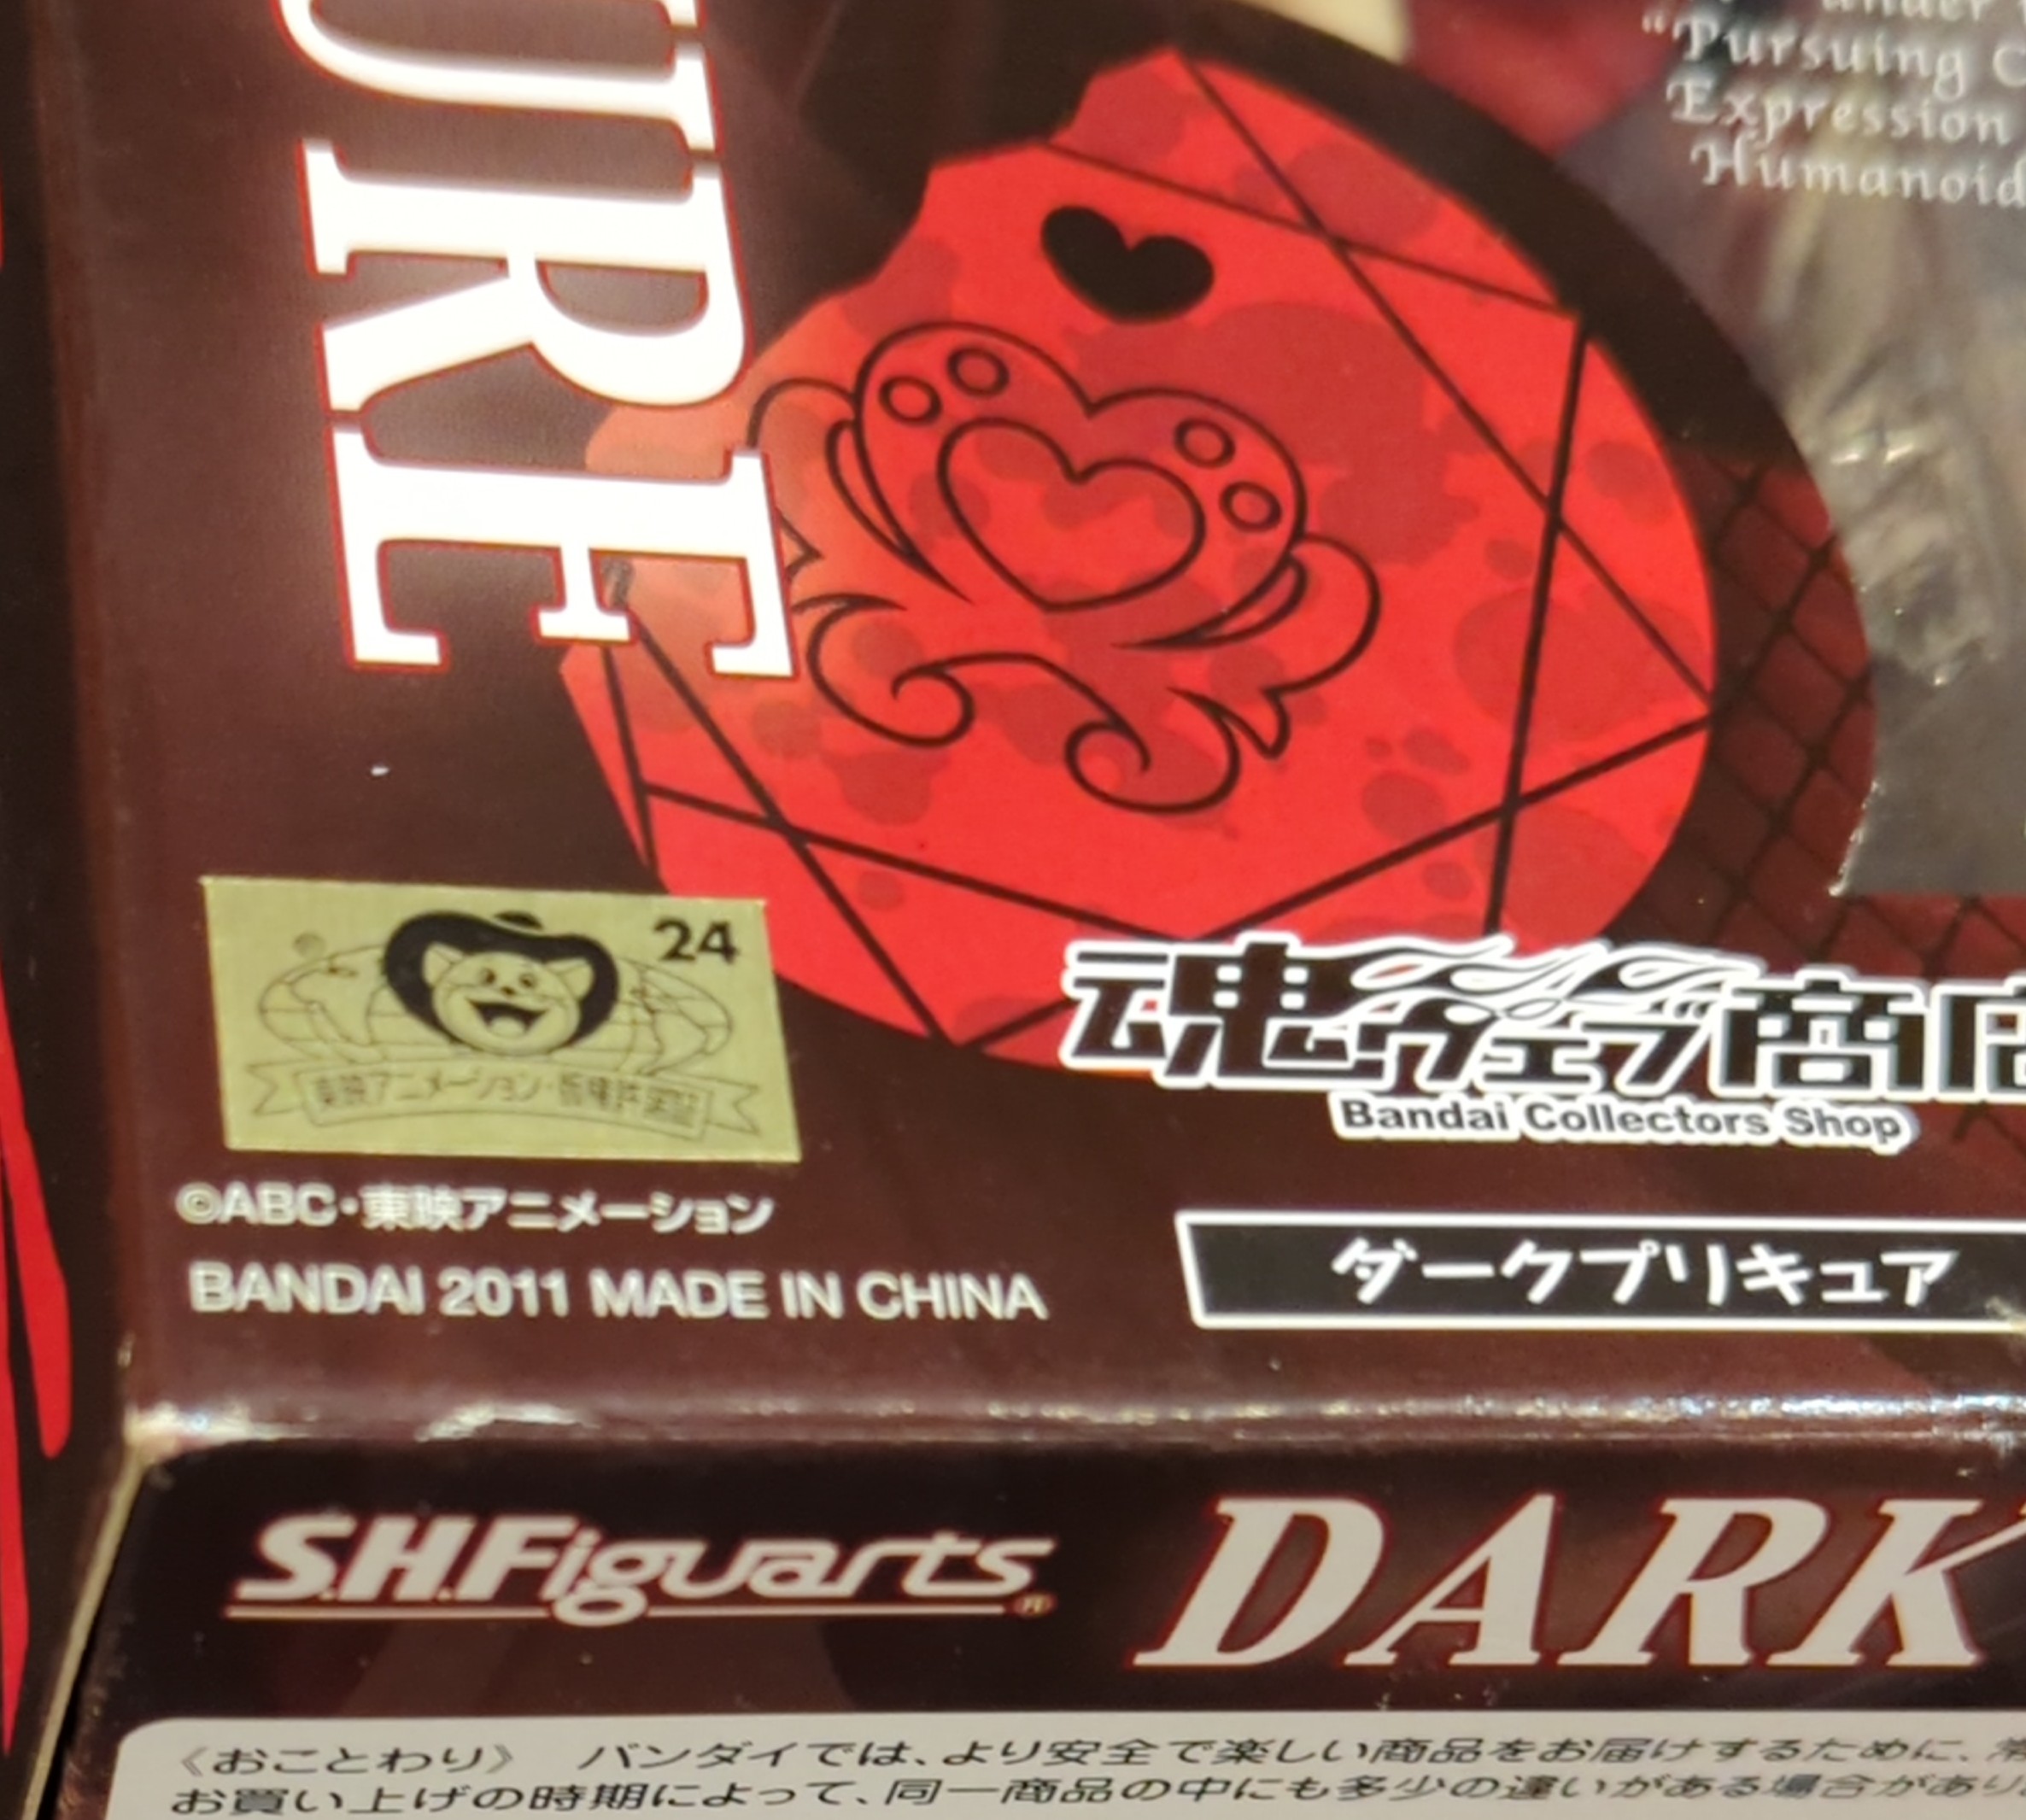 URE
under
"Pursuing
Expression
Humanoid
24
東映アニメーション・版権許諾証
魂ウェブ商店
Bandai Collectors Shop
©ABC・東映アニメーション
BANDAI 2011 MADE IN CHINA
ダークプリキュア
S.H.Figuarts®
DARK
《おことわり》 バンダイでは、より安全で楽しい商品をお届けするために、常
お買い上げの時期によって、同一商品の中にも多少の違いがある場合があり